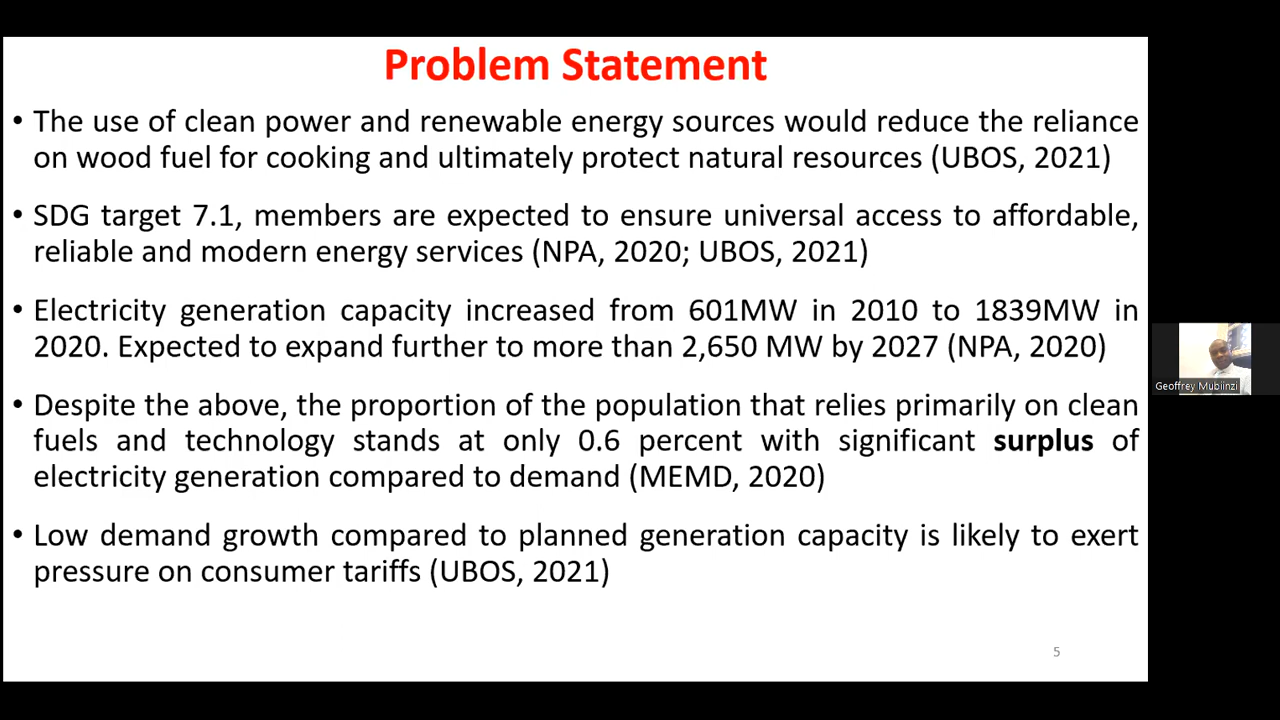 Problem Statement
• The use of clean power and renewable energy sources would reduce the reliance
on wood fuel for cooking and ultimately protect natural resources (UBOS, 2021)
• SDG target 7.1, members are expected to ensure universal access to affordable,
reliable and modern energy services (NPA, 2020; UBOS, 2021)
• Electricity generation capacity increased from 601MW in 2010 to 1839MW in
2020. Expected to expand further to more than 2,650 MW by 2027 (NPA, 2020)
• Despite the above, the proportion of the population that relies primarily on clean
fuels and technology stands at only 0.6 percent with significant surplus of
electricity generation compared to demand (MEMD, 2020)
• Low demand growth compared to planned generation capacity is likely to exert
pressure on consumer tariffs (UBOS, 2021)
5
Geoffrey Mubiinzi